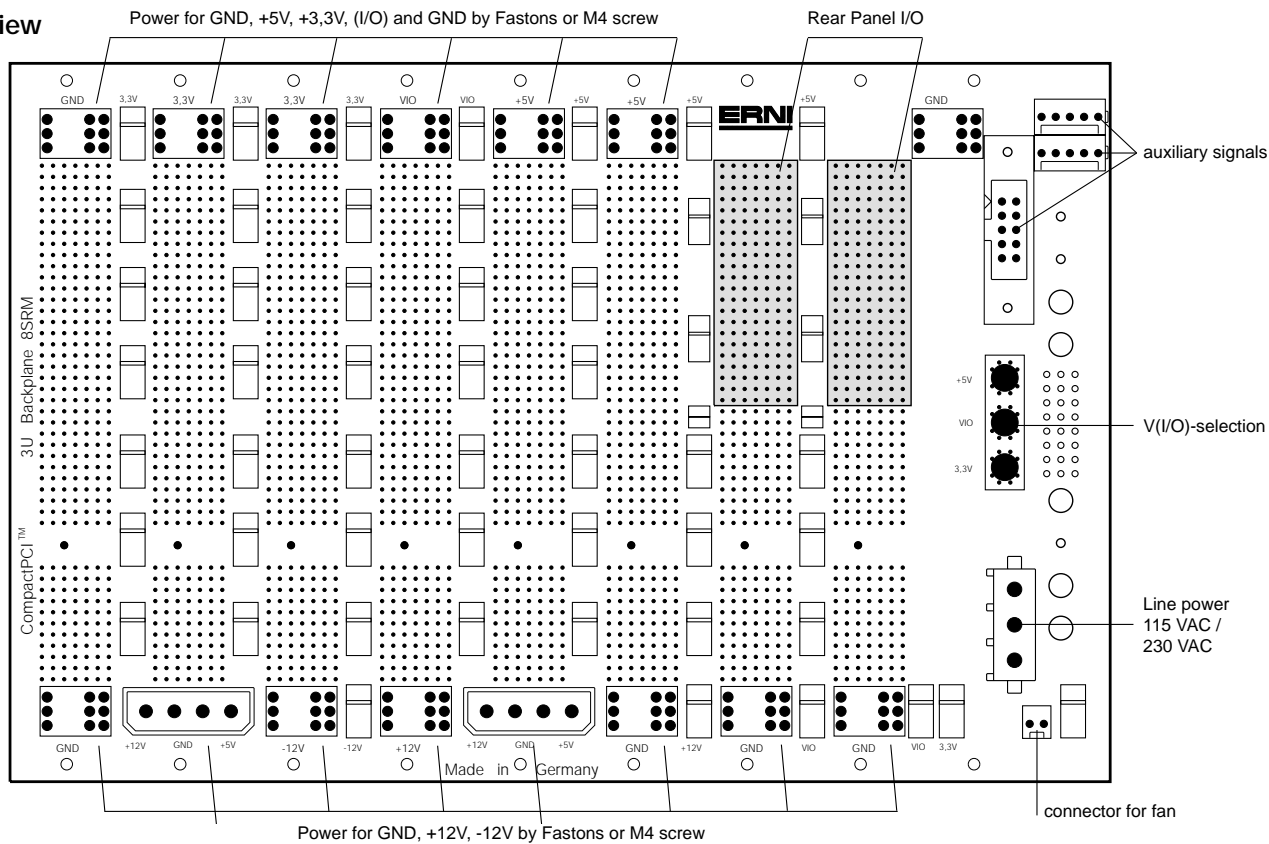 Power for GND, +5V, +3,3V, (I/O) and GND by Fastons or M4 screw
Rear Panel I/O
iew
GND 3,3V 3,3V 3,3V 3,3V 3,3V VIO VIO +5V +5V +5V +5V ERNI +5V GND
auxiliary signals
3U Backplane 8SRM
+5V
VIO
3,3V
V(I/O)-selection
CompactPCI™
Line power
115 VAC /
230 VAC
GND +12V GND +5V -12V -12V +12V +12V GND +5V GND +12V GND VIO GND VIO 3,3V
Made in Germany
connector for fan
Power for GND, +12V, -12V by Fastons or M4 screw